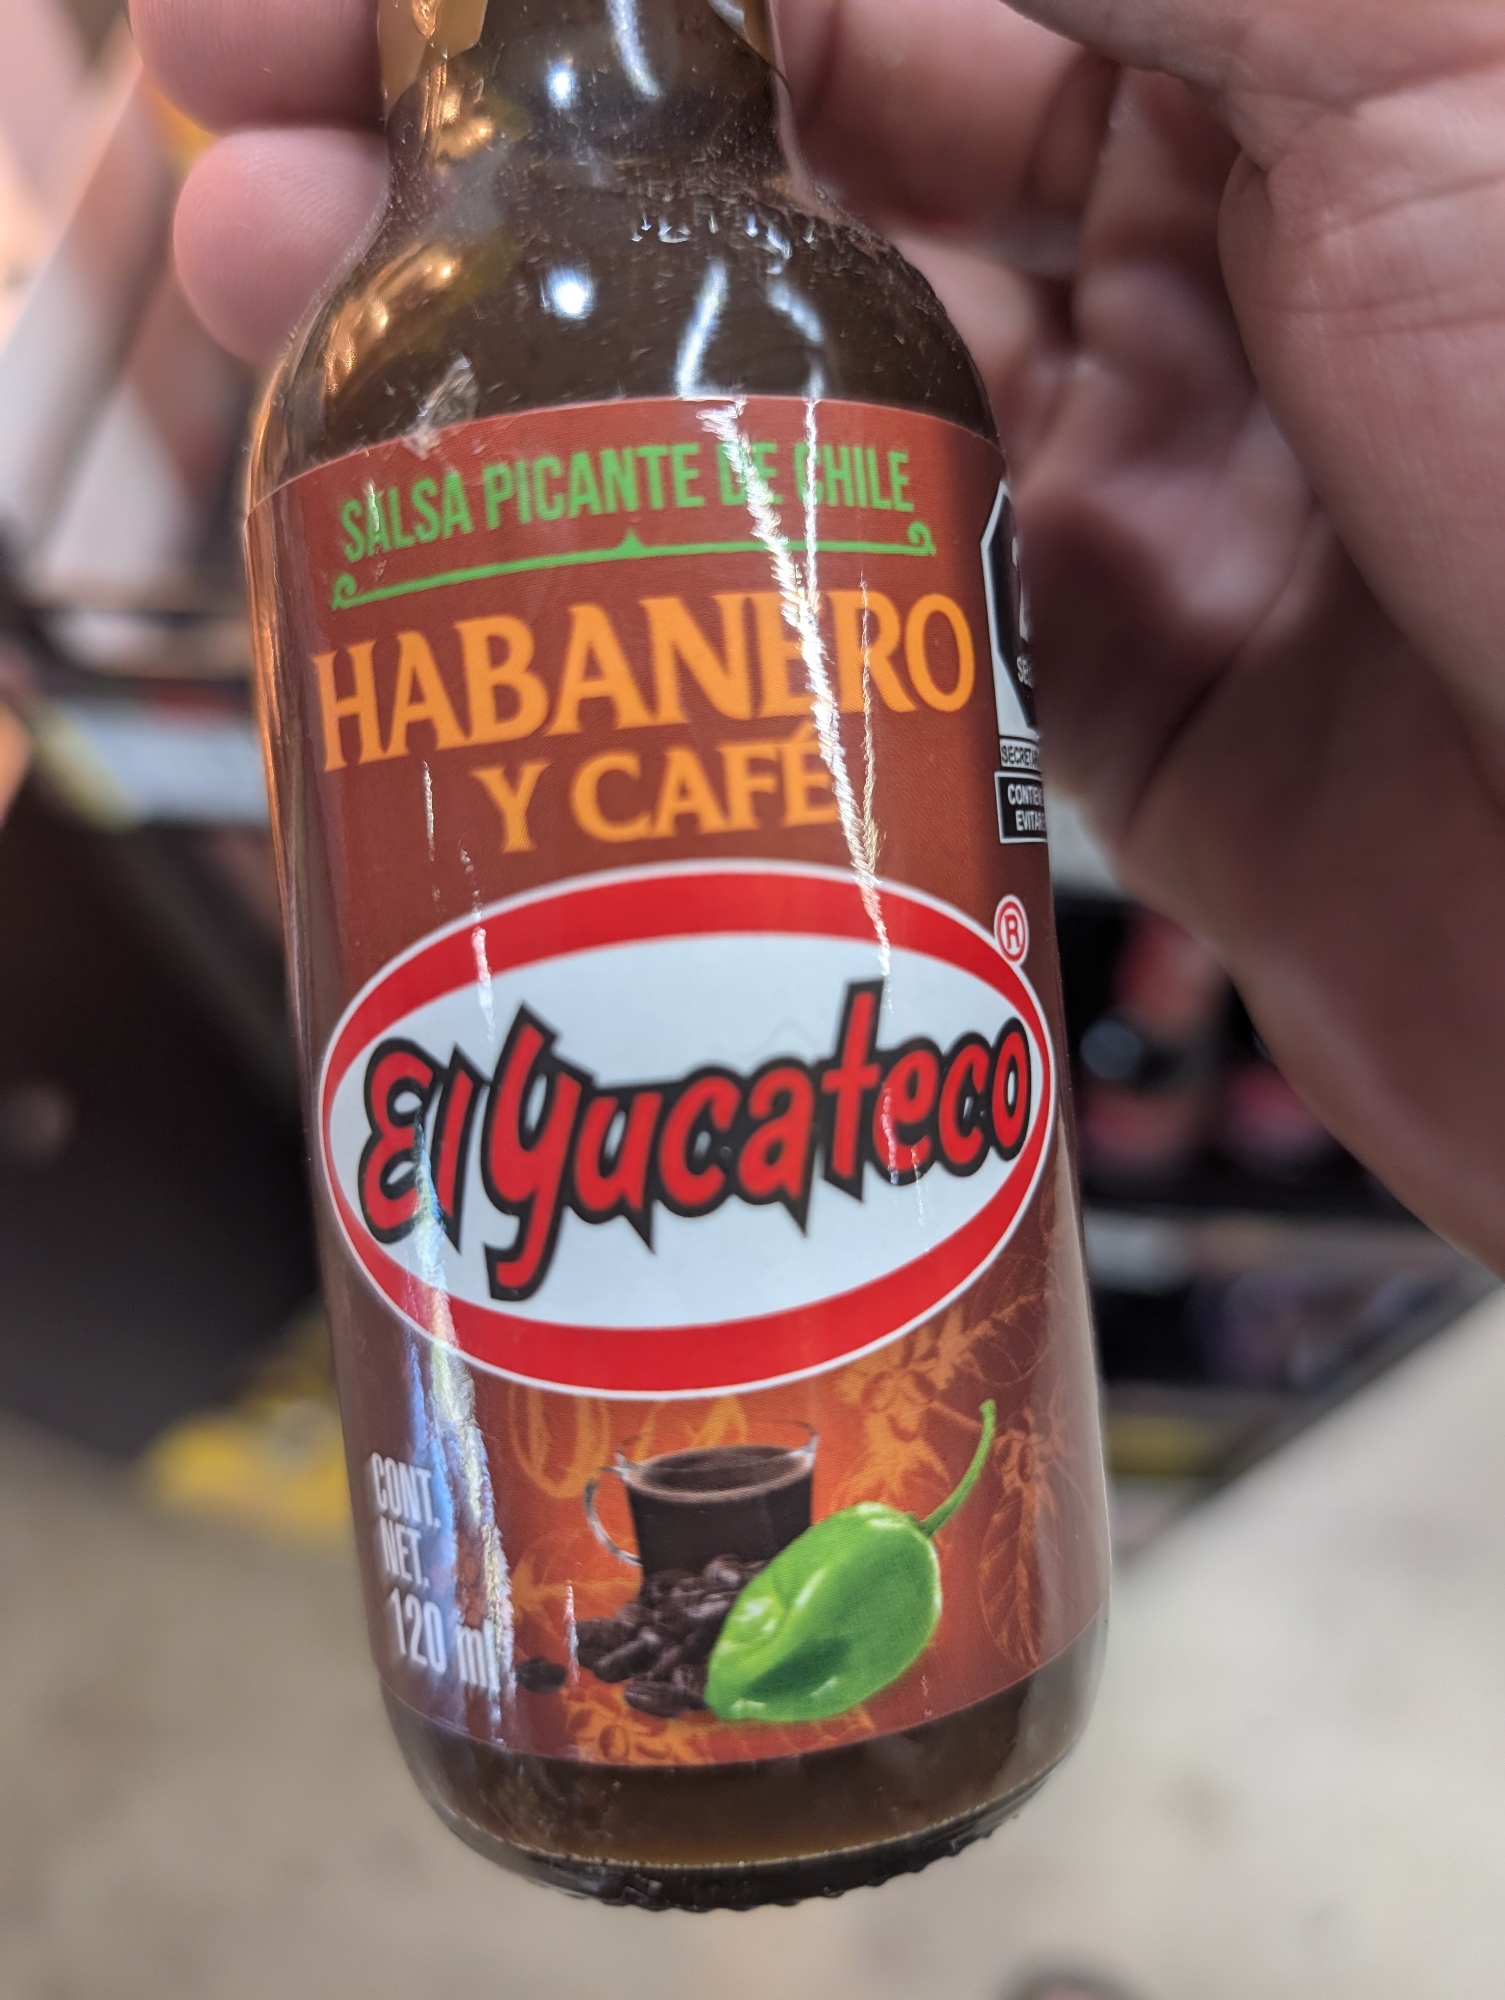 SALSA PICANTE DE CHILE
HABANERO
Y CAFÉ
®
El Yucateco
CONT.
NET.
120 ml